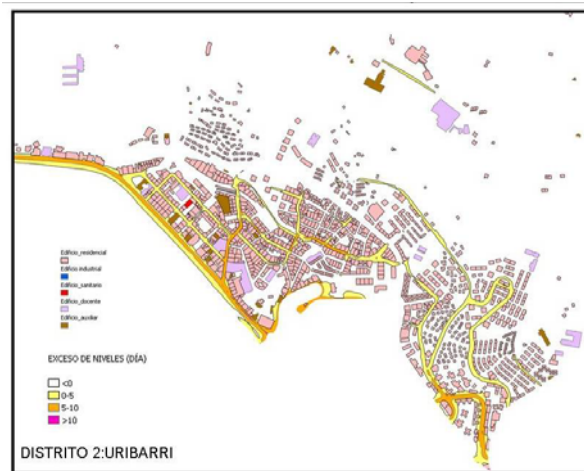 Edificio_residencial
Edificio industrial
Edificio_sanitario
Edificio_docente
Edificio_auxiliar
EXCESO DE NIVELES (DÍA)
<0
0-5
5-10
>10
DISTRITO 2:URIBARRI